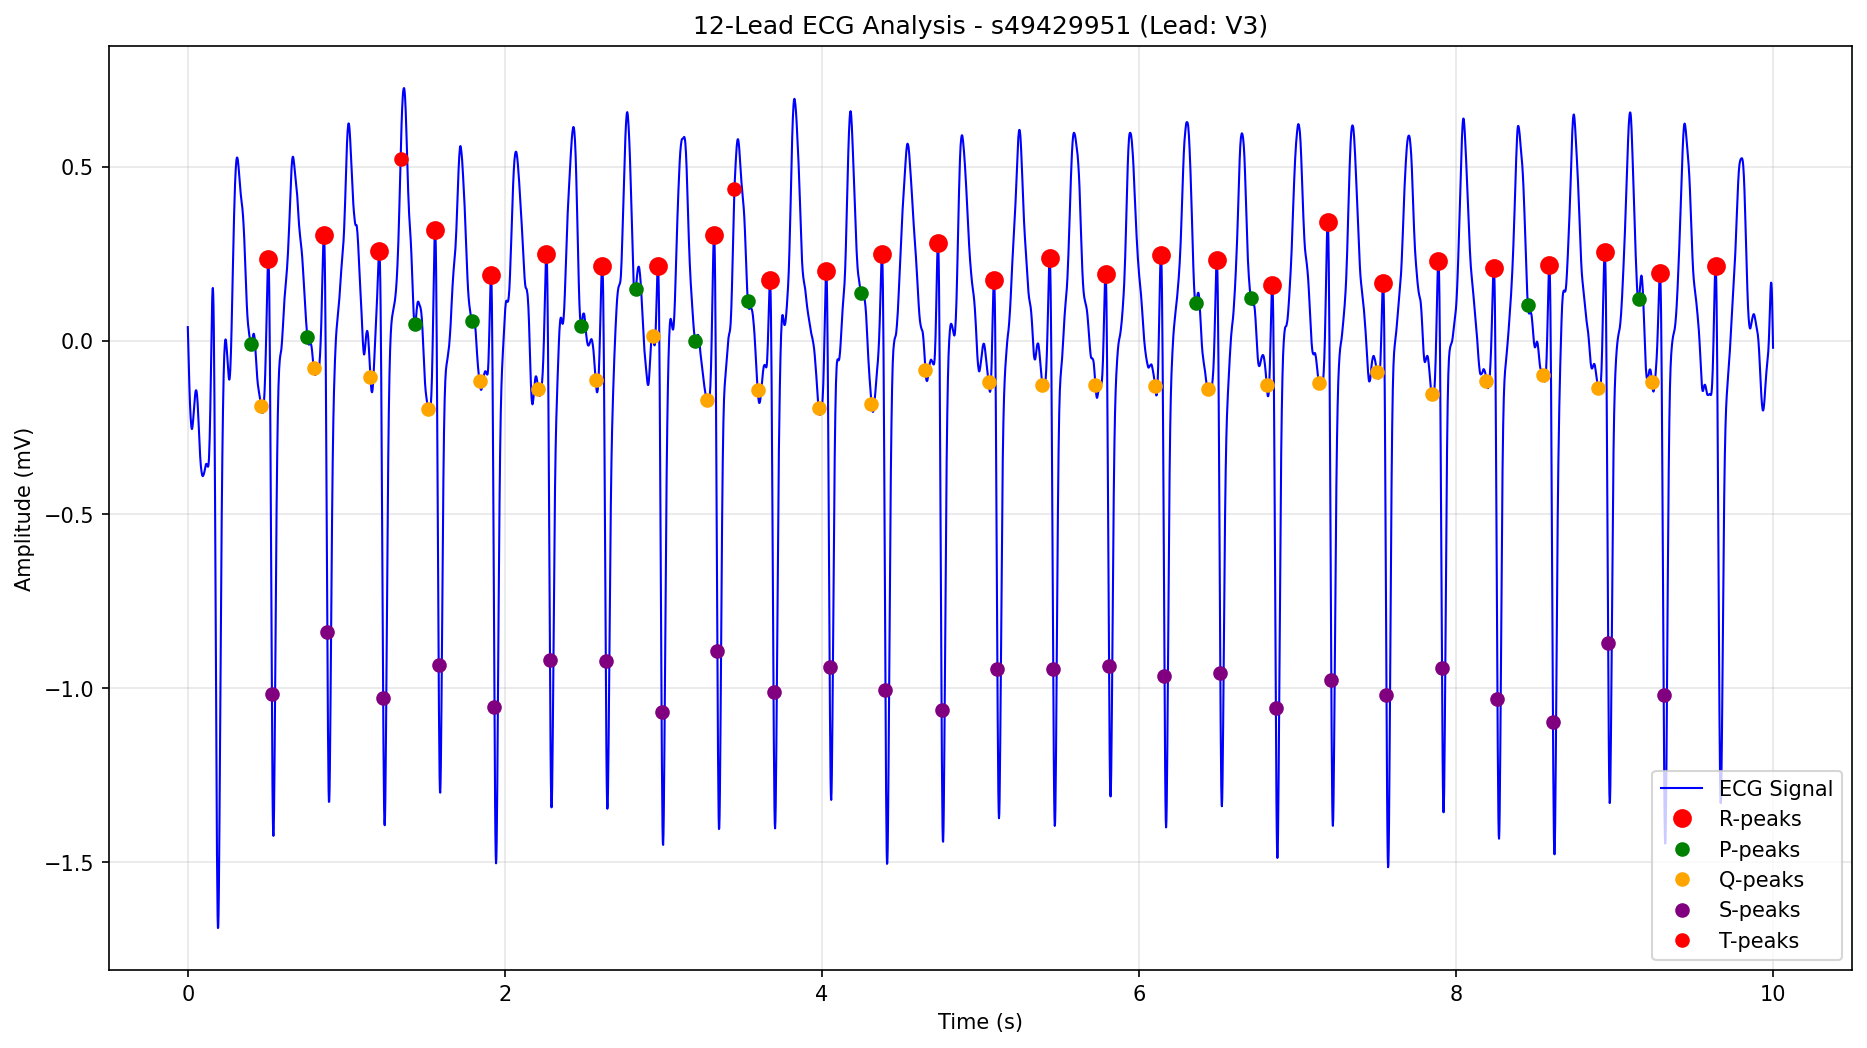 12-Lead ECG Analysis - s49429951 (Lead: V3)
Amplitude (mV)
0.5
0.0
−0.5
−1.0
−1.5
0 2 4 6 8 10
Time (s)
ECG Signal
R-peaks
P-peaks
Q-peaks
S-peaks
T-peaks